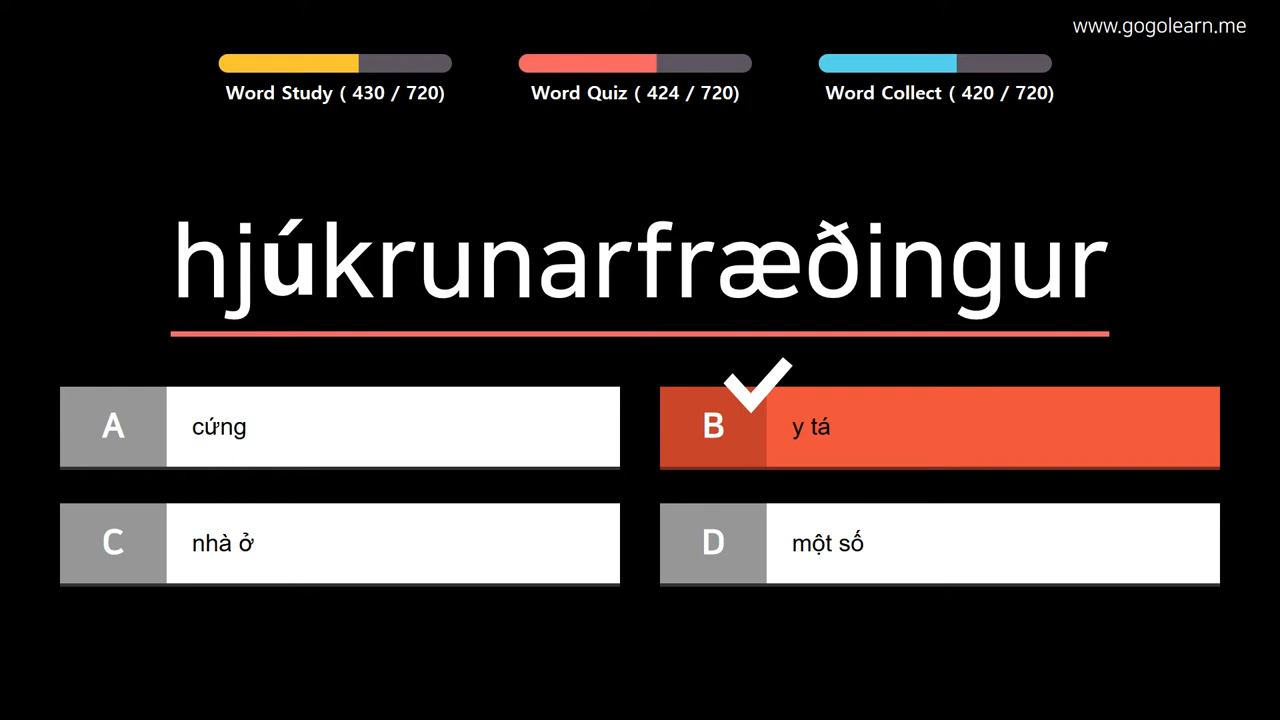 www.gogolearn.me
Word Study ( 430 / 720)
Word Quiz ( 424 / 720)
Word Collect ( 420 / 720)
hjúkrunarfræðingur
A cứng
B y tá
C nhà ở
D một số